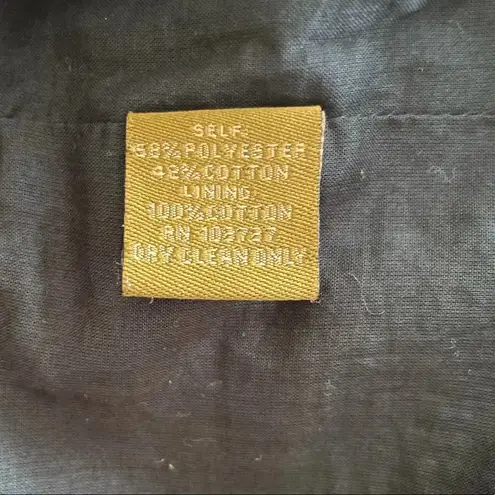 SELF:
58% POLYESTER
42% COTTON
LINING:
100% COTTON
RN 103737
DRY CLEAN ONLY